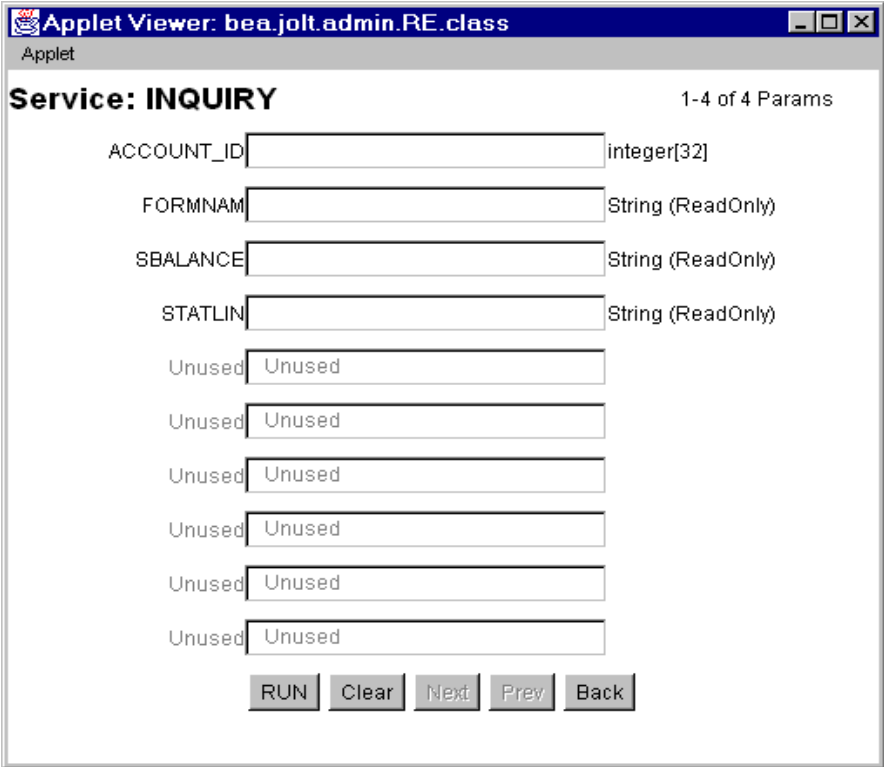 Applet Viewer: bea.jolt.admin.RE.class
Applet
Service: INQUIRY 1-4 of 4 Params
ACCOUNT_ID integer[32]
FORMNAM String (ReadOnly)
SBALANCE String (ReadOnly)
STATLIN String (ReadOnly)
Unused Unused
Unused Unused
Unused Unused
Unused Unused
Unused Unused
Unused Unused
RUN Clear Next Prev Back